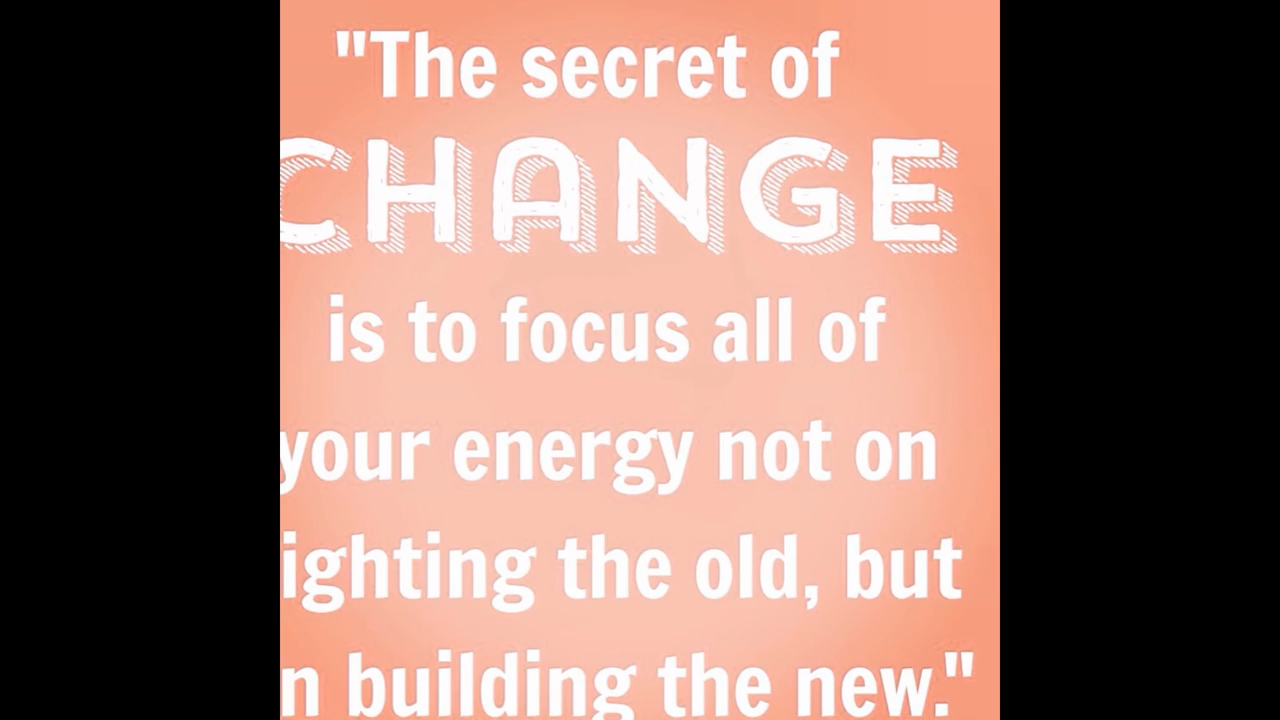 "The secret of
CHANGE
is to focus all of
your energy not on
ighting the old, but
n building the new."